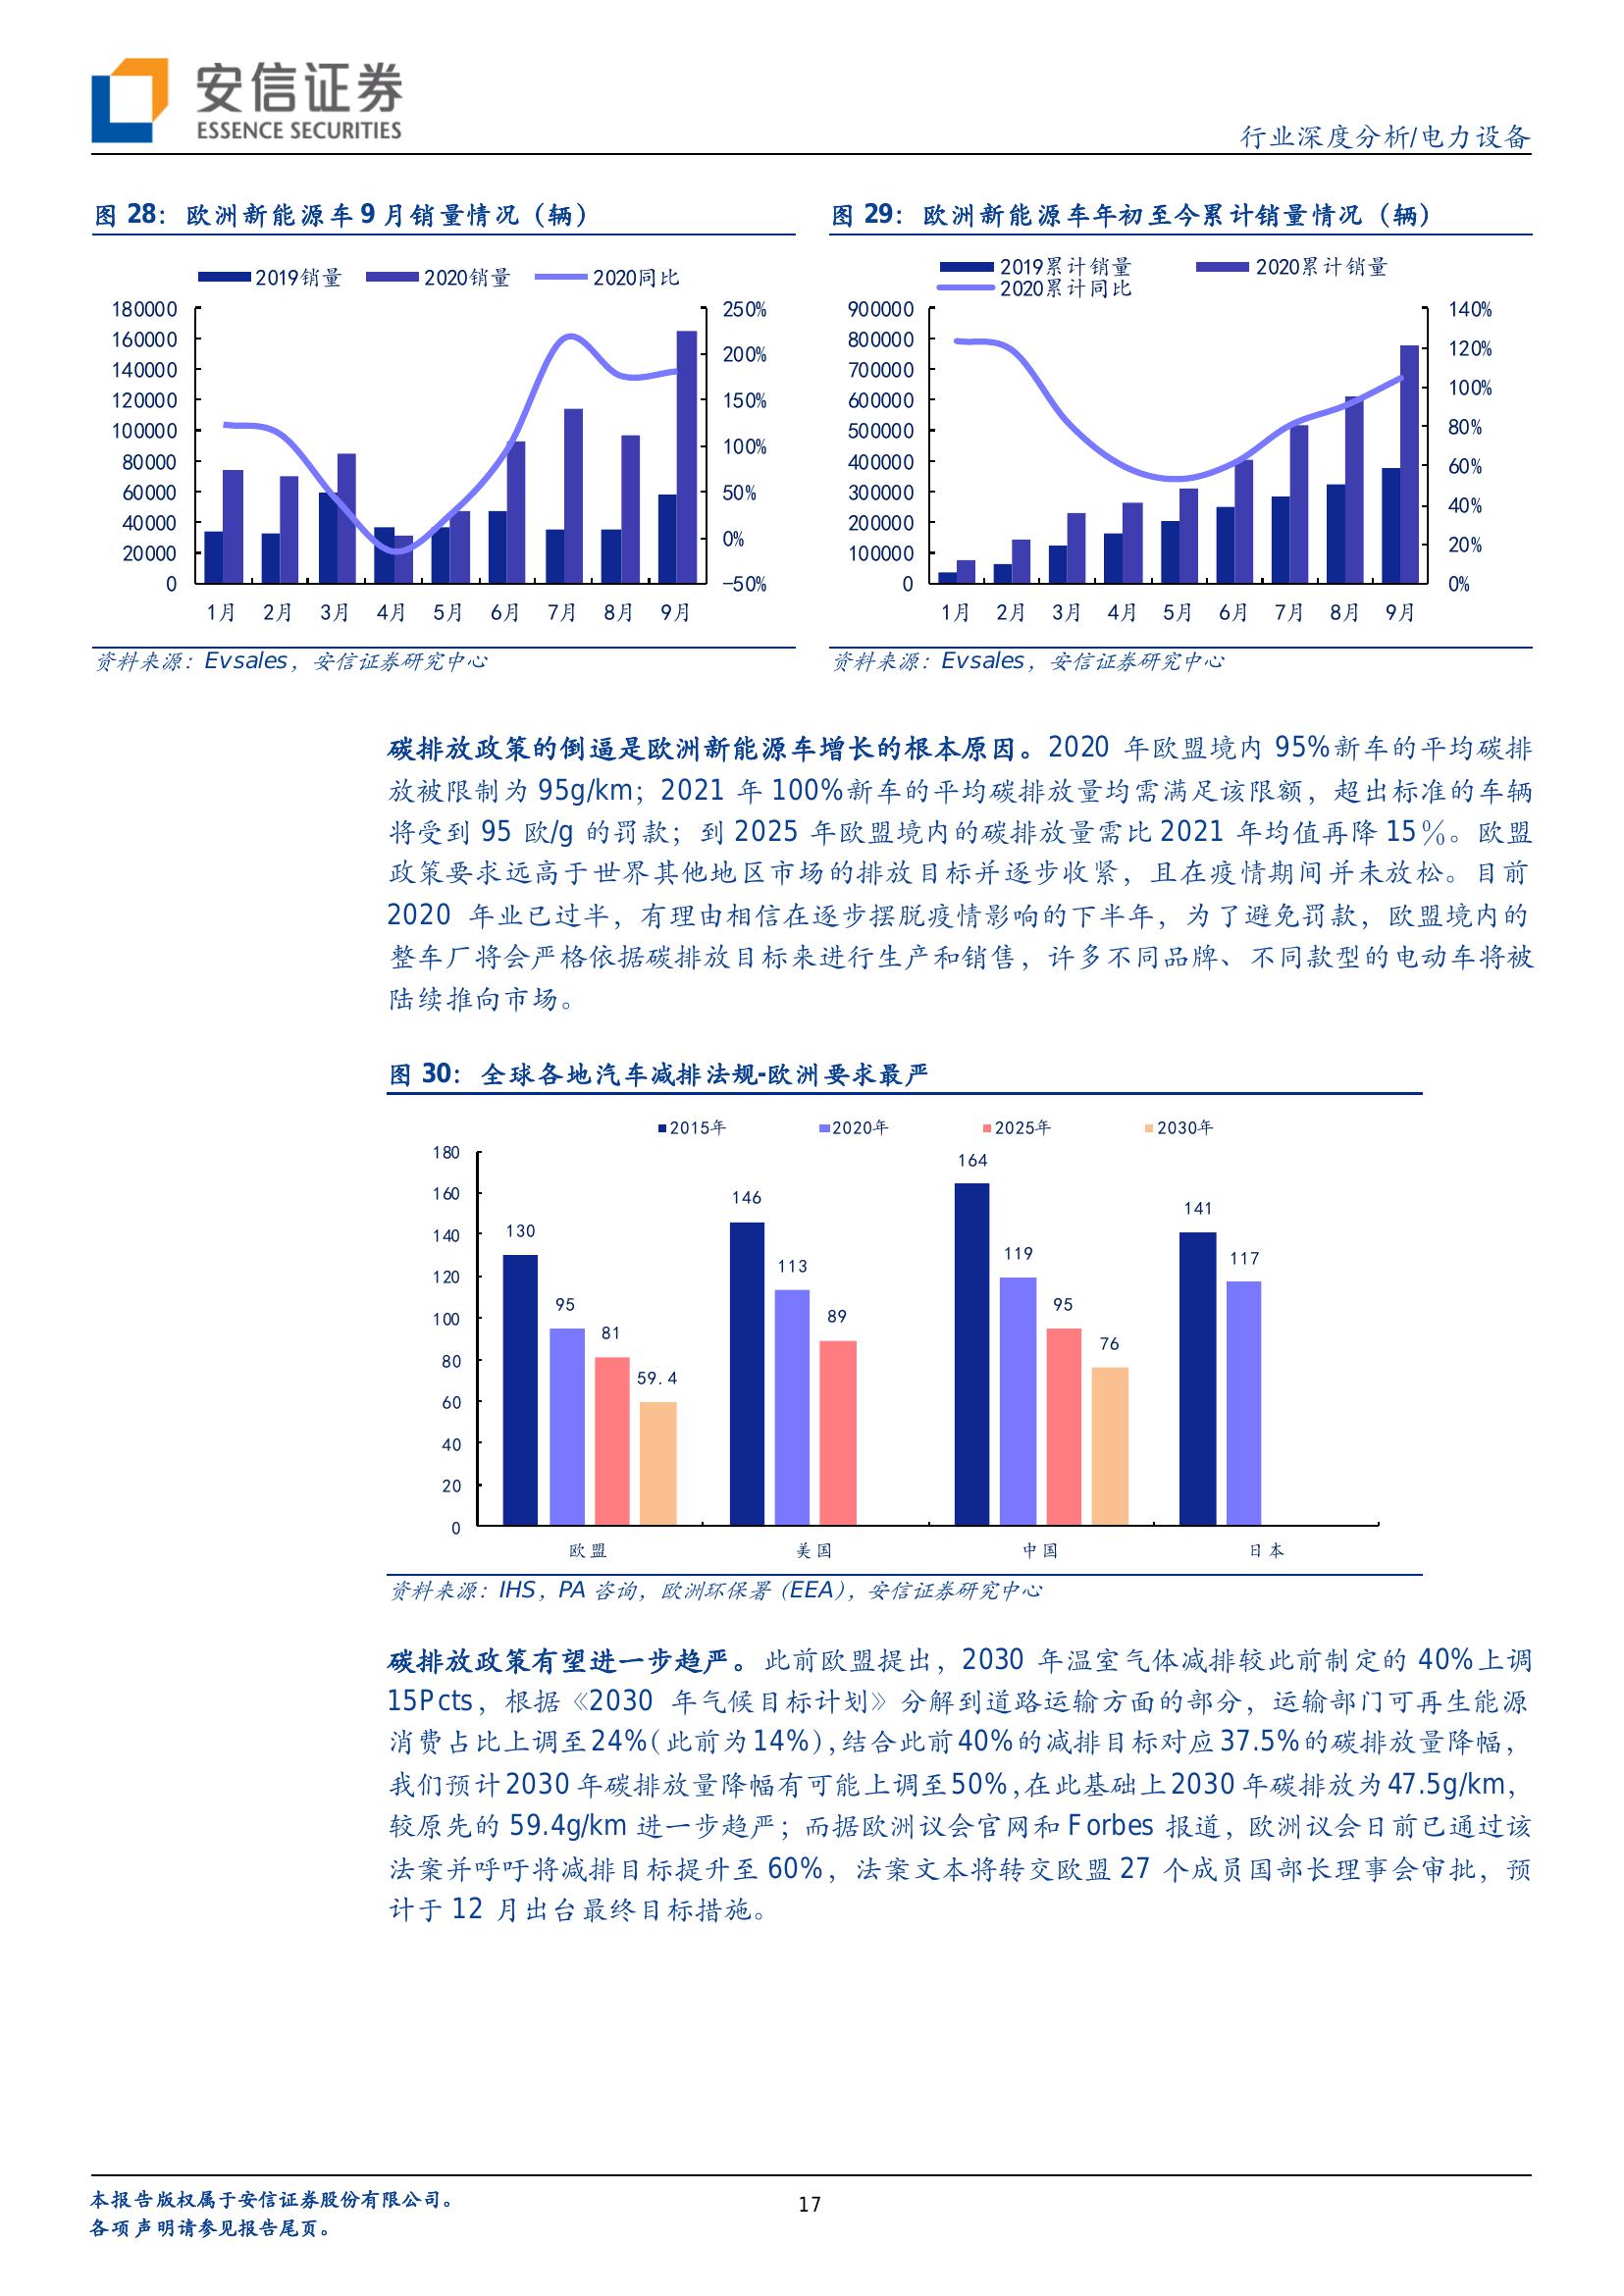 安信证券
ESSENCE SECURITIES
行业深度分析/电力设备
图 28：欧洲新能源车 9 月销量情况（辆）
2019销量 2020销量 2020同比
180000
160000
140000
120000
100000
80000
60000
40000
20000
0
250%
200%
150%
100%
50%
0%
-50%
1月 2月 3月 4月 5月 6月 7月 8月 9月
资料来源：Evsales，安信证券研究中心
图 29：欧洲新能源车年初至今累计销量情况（辆）
2019累计销量 2020累计销量
2020累计同比
900000
800000
700000
600000
500000
400000
300000
200000
100000
0
140%
120%
100%
80%
60%
40%
20%
0%
1月 2月 3月 4月 5月 6月 7月 8月 9月
资料来源：Evsales，安信证券研究中心
碳排放政策的倒逼是欧洲新能源车增长的根本原因。2020 年欧盟境内 95%新车的平均碳排
放被限制为 95g/km；2021 年 100%新车的平均碳排放量均需满足该限额，超出标准的车辆
将受到 95 欧/g 的罚款；到 2025 年欧盟境内的碳排放量需比 2021 年均值再降 15％。欧盟
政策要求远高于世界其他地区市场的排放目标并逐步收紧，且在疫情期间并未放松。目前
2020 年业已过半，有理由相信在逐步摆脱疫情影响的下半年，为了避免罚款，欧盟境内的
整车厂将会严格依据碳排放目标来进行生产和销售，许多不同品牌、不同款型的电动车将被
陆续推向市场。
图 30：全球各地汽车减排法规-欧洲要求最严
2015年 2020年 2025年 2030年
180
160
140
120
100
80
60
40
20
0
130 95 81 59.4
146 113 89
164 119 95 76
141 117
欧盟 美国 中国 日本
资料来源：IHS，PA 咨询，欧洲环保署（EEA），安信证券研究中心
碳排放政策有望进一步趋严。此前欧盟提出，2030 年温室气体减排较此前制定的 40%上调
15Pcts，根据《2030 年气候目标计划》分解到道路运输方面的部分，运输部门可再生能源
消费占比上调至24%(此前为14%),结合此前40%的减排目标对应37.5%的碳排放量降幅，
我们预计2030 年碳排放量降幅有可能上调至50%,在此基础上2030 年碳排放为47.5g/km，
较原先的 59.4g/km 进一步趋严；而据欧洲议会官网和 Forbes 报道，欧洲议会日前已通过该
法案并呼吁将减排目标提升至 60%，法案文本将转交欧盟 27 个成员国部长理事会审批，预
计于 12 月出台最终目标措施。
本报告版权属于安信证券股份有限公司。
各项声明请参见报告尾页。
17